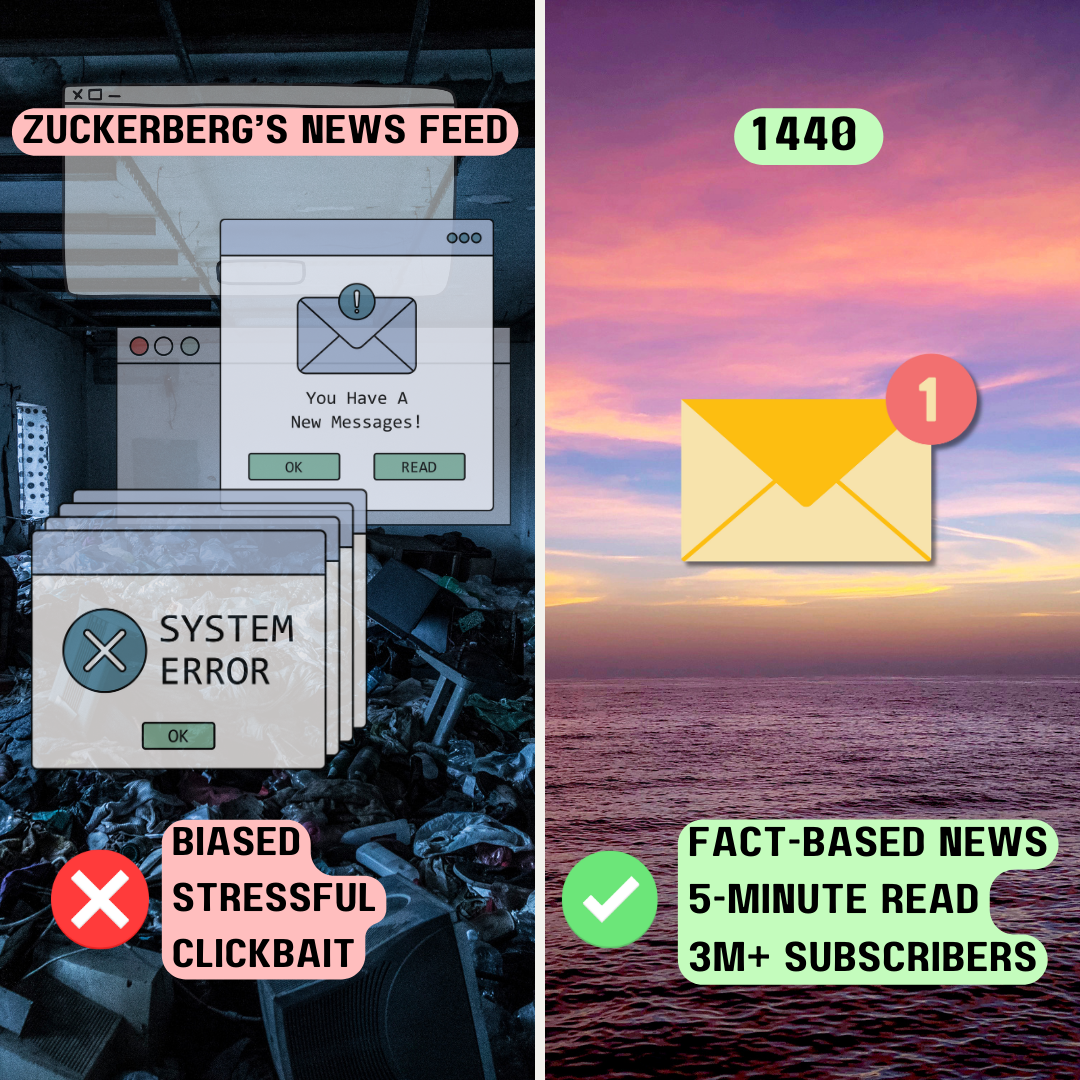 ZUCKERBERG'S NEWS FEED
!
You Have A
New Messages!
OK READ
SYSTEM
ERROR
OK
BIASED
STRESSFUL
CLICKBAIT
1440
1
FACT-BASED NEWS
5-MINUTE READ
3M+ SUBSCRIBERS